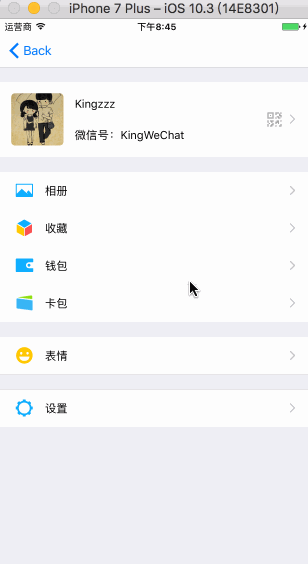 iPhone 7 Plus – iOS 10.3 (14E8301)
运营商 下午8:45
Back
Kingzzz
微信号：KingWeChat
相册
收藏
钱包
卡包
表情
设置